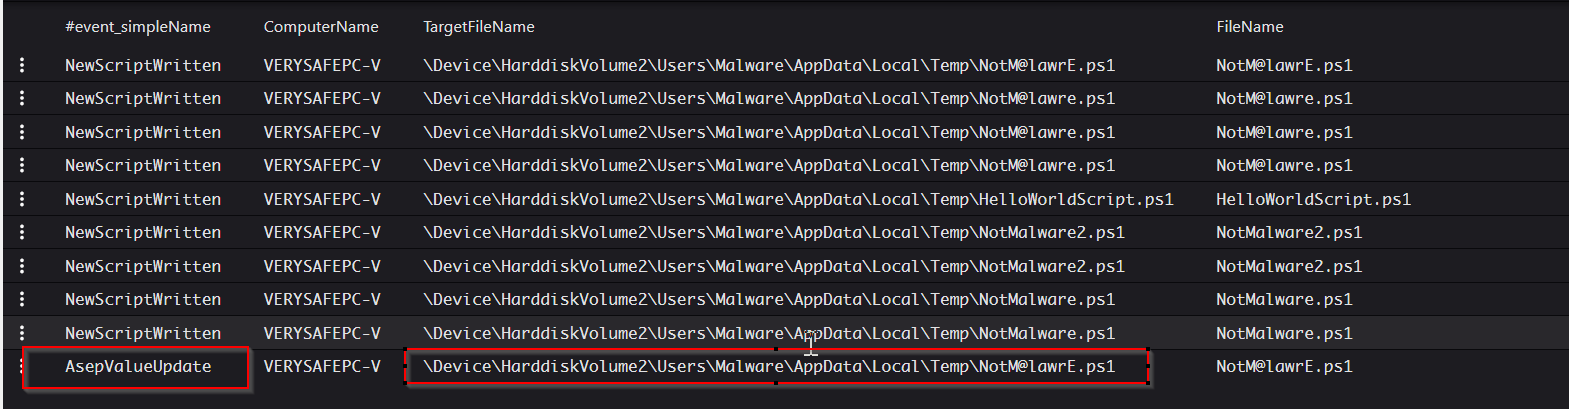 #event_simpleName ComputerName TargetFileName FileName
NewScriptWritten VERYSAFEPC-V \Device\HarddiskVolume2\Users\Malware\AppData\Local\Temp\NotM@lawrE.ps1 NotM@lawrE.ps1
NewScriptWritten VERYSAFEPC-V \Device\HarddiskVolume2\Users\Malware\AppData\Local\Temp\NotM@lawre.ps1 NotM@lawre.ps1
NewScriptWritten VERYSAFEPC-V \Device\HarddiskVolume2\Users\Malware\AppData\Local\Temp\NotM@lawre.ps1 NotM@lawre.ps1
NewScriptWritten VERYSAFEPC-V \Device\HarddiskVolume2\Users\Malware\AppData\Local\Temp\NotM@lawre.ps1 NotM@lawre.ps1
NewScriptWritten VERYSAFEPC-V \Device\HarddiskVolume2\Users\Malware\AppData\Local\Temp\HelloWorldScript.ps1 HelloWorldScript.ps1
NewScriptWritten VERYSAFEPC-V \Device\HarddiskVolume2\Users\Malware\AppData\Local\Temp\NotMalware2.ps1 NotMalware2.ps1
NewScriptWritten VERYSAFEPC-V \Device\HarddiskVolume2\Users\Malware\AppData\Local\Temp\NotMalware2.ps1 NotMalware2.ps1
NewScriptWritten VERYSAFEPC-V \Device\HarddiskVolume2\Users\Malware\AppData\Local\Temp\NotMalware.ps1 NotMalware.ps1
NewScriptWritten VERYSAFEPC-V \Device\HarddiskVolume2\Users\Malware\AppData\Local\Temp\NotMalware.ps1 NotMalware.ps1
AsepValueUpdate VERYSAFEPC-V \Device\HarddiskVolume2\Users\Malware\AppData\Local\Temp\NotM@lawrE.ps1 NotM@lawrE.ps1